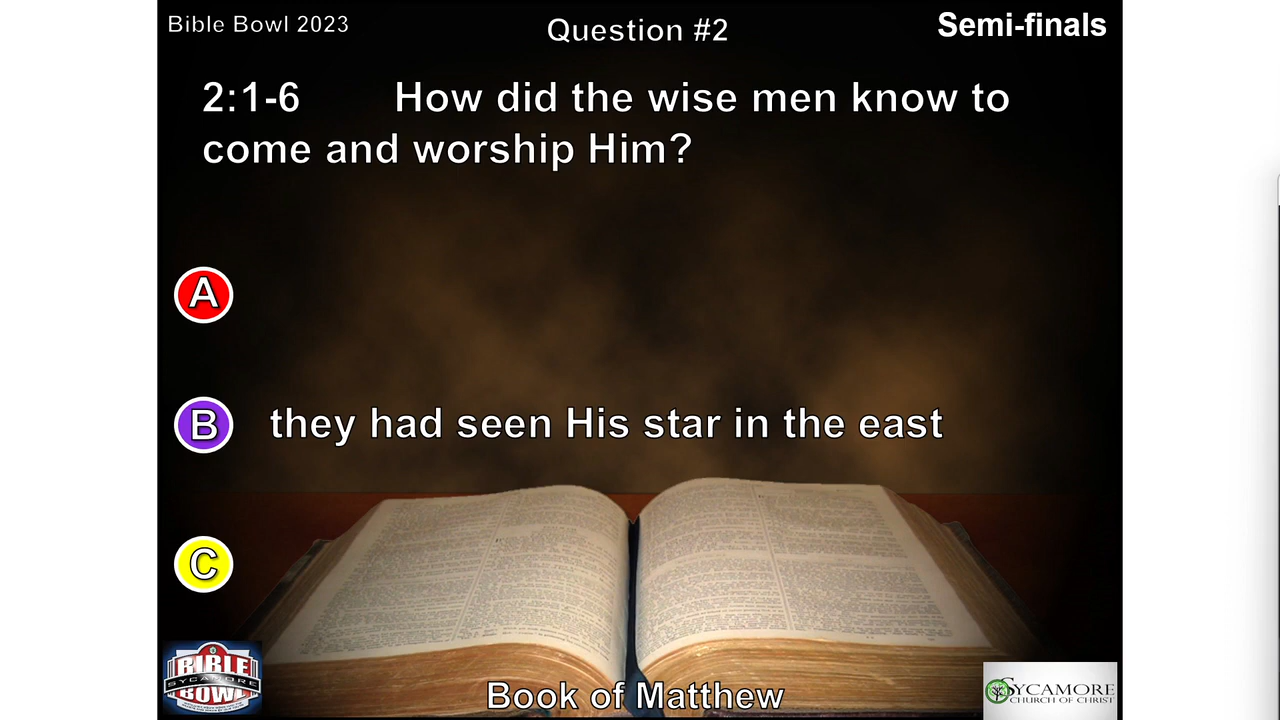 Bible Bowl 2023
Question #2
Semi-finals
2:1-6 How did the wise men know to
come and worship Him?
A
B they had seen His star in the east
C
BIBLE
SYCAMORE
BOWL
Book of Matthew
SYCAMORE
CHURCH OF CHRIST